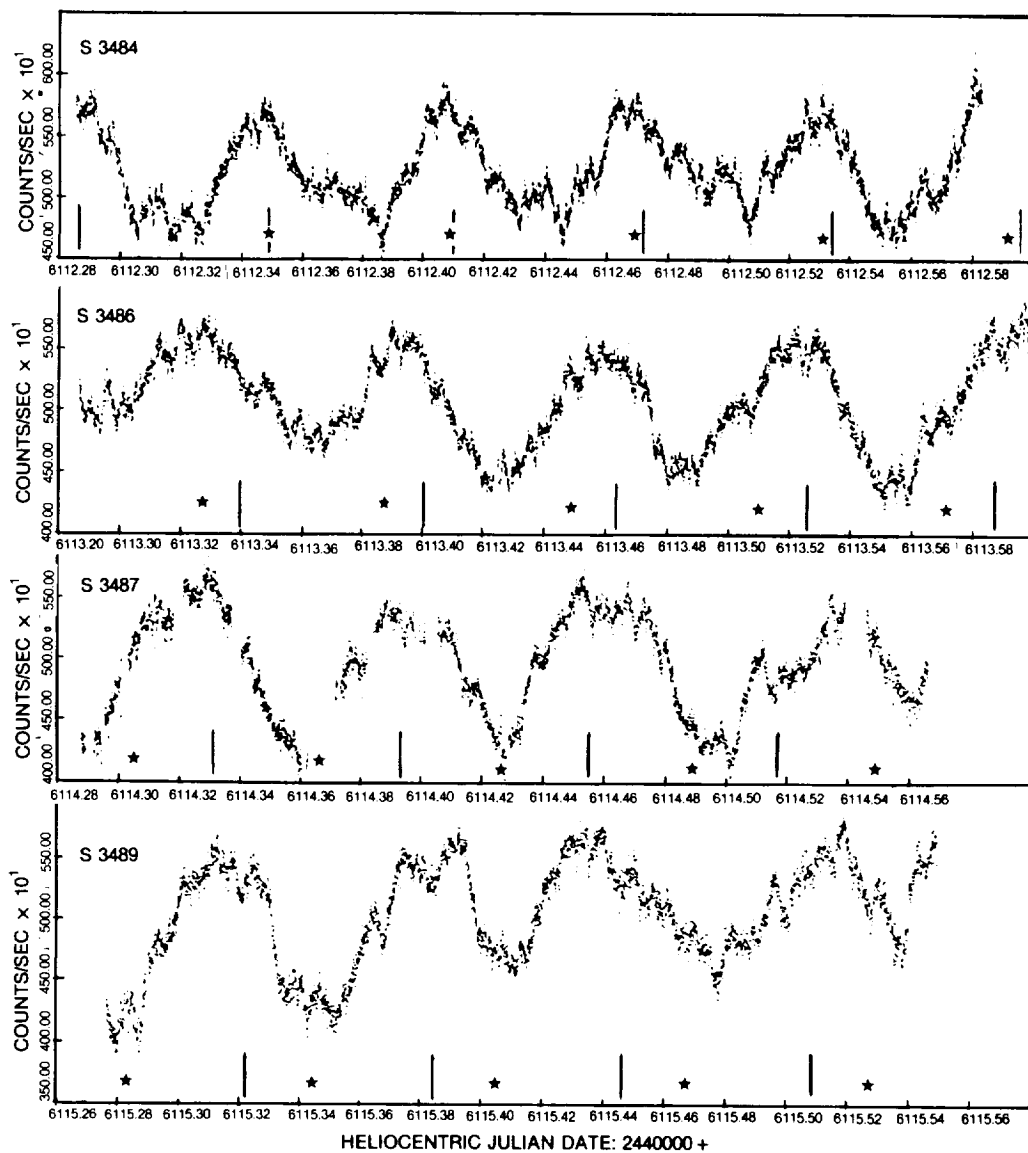 S 3484
COUNTS/SEC × 10¹
600.00
550.00
500.00
450.00
6112.28 6112.30 6112.32 6112.34 6112.36 6112.38 6112.40 6112.42 6112.44 6112.46 6112.48 6112.50 6112.52 6112.54 6112.56 6112.58
S 3486
COUNTS/SEC × 10¹
550.00
500.00
450.00
400.00
6113.20 6113.30 6113.34 6113.36 6113.38 6113.40 6113.42 6113.44 6113.46 6113.48 6113.50 6113.52 6113.54 6113.56 6113.58
S 3487
COUNTS/SEC × 10¹
550.00
500.00
450.00
400.00
6114.28 6114.30 6114.32 6114.36 6114.38 6114.40 6114.42 6114.44 6114.46 6114.48 6114.50 6114.52 6114.54 6114.56
S 3489
COUNTS/SEC × 10¹
550.00
500.00
450.00
400.00
350.00
6115.26 6115.28 6115.30 6115.32 6115.34 6115.36 6115.38 6115.40 6115.42 6115.44 6115.46 6115.48 6115.50 6115.52 6115.54 6115.56
HELIOCENTRIC JULIAN DATE: 2440000 +